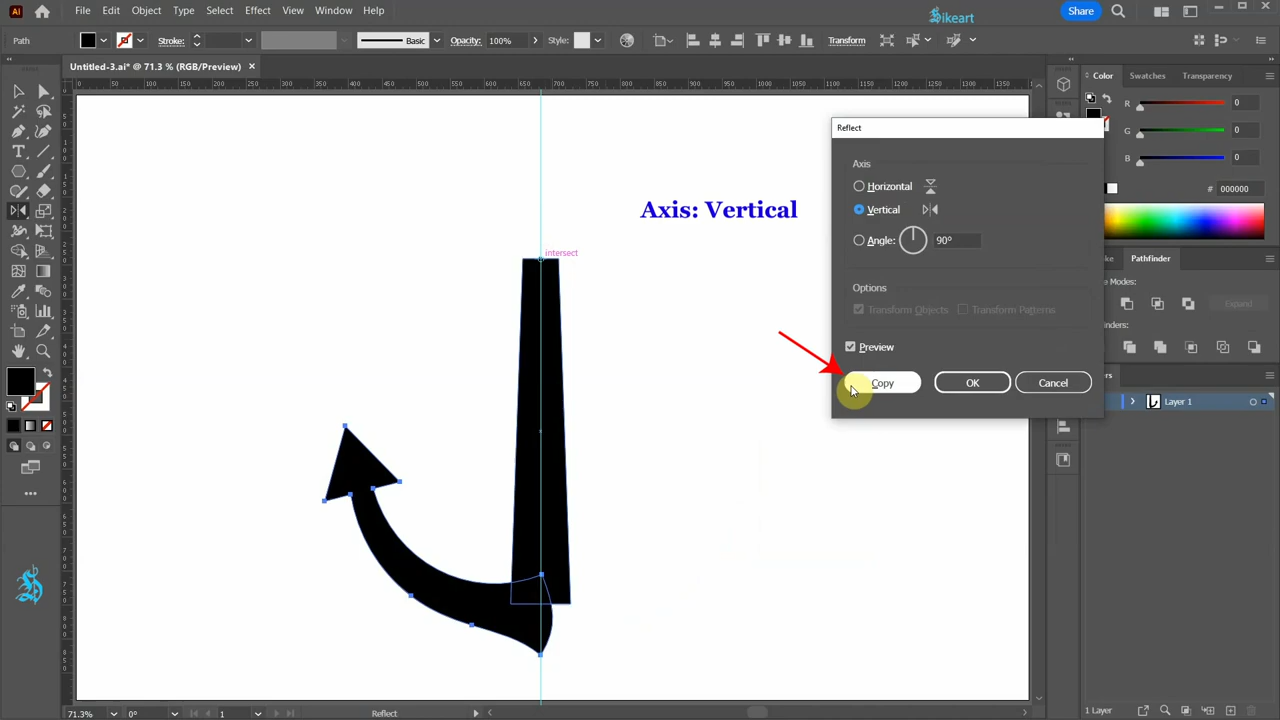 Ai File Edit Object Type Select Effect View Window Help Sikeart Share
Path Stroke: Basic Opacity: 100% Style: Transform
Untitled-3.ai* @ 71.3 % (RGB/Preview) ×
Color Swatches Transparency
R 0
G 0
B 0
# 000000
Reflect
Axis
Horizontal
Vertical
Angle: 90°
Options
Transform Objects Transform Patterns
Preview
Copy OK Cancel
Axis: Vertical
intersect
Pathfinder
Expand
Layer 1
1 Layer
71.3% 0° 1 Reflect